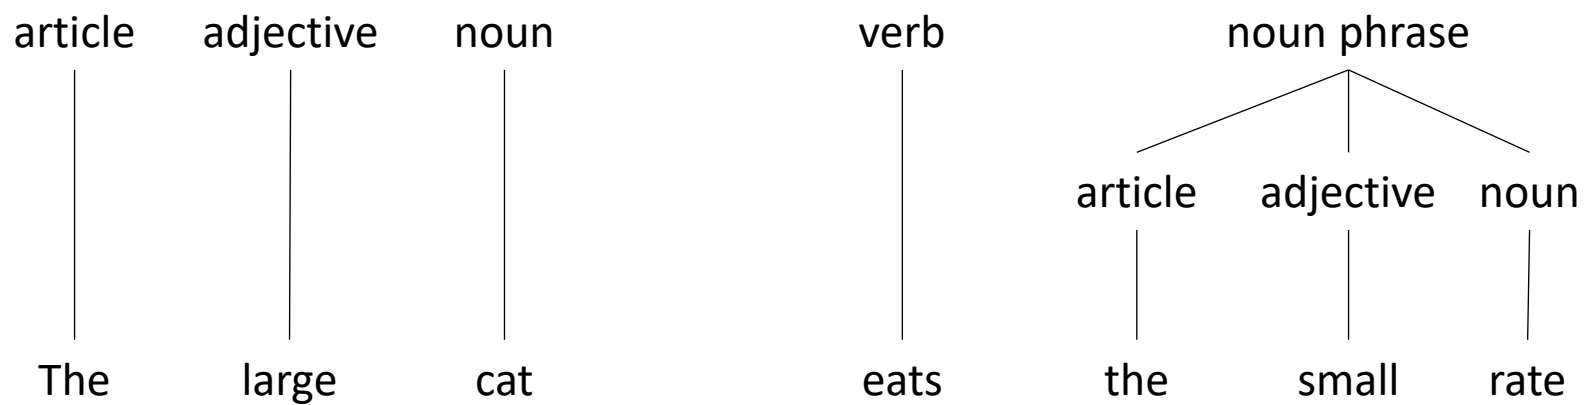 article adjective noun verb noun phrase
article adjective noun
The large cat eats the small rate